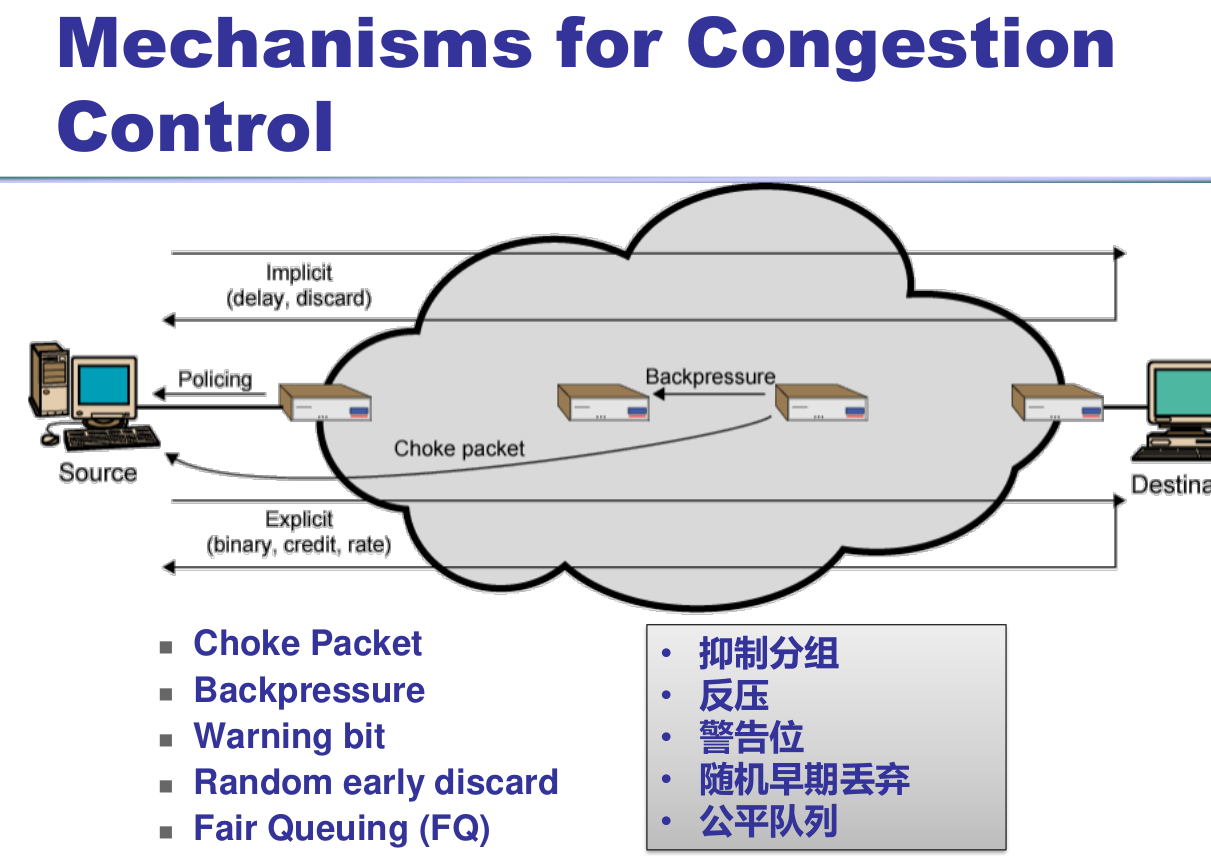 Mechanisms for Congestion
Control
Implicit
(delay, discard)
Policing
Backpressure
Choke packet
Source
Destina
Explicit
(binary, credit, rate)
Choke Packet
Backpressure
Warning bit
Random early discard
Fair Queuing (FQ)
抑制分组
反压
警告位
随机早期丢弃
公平队列